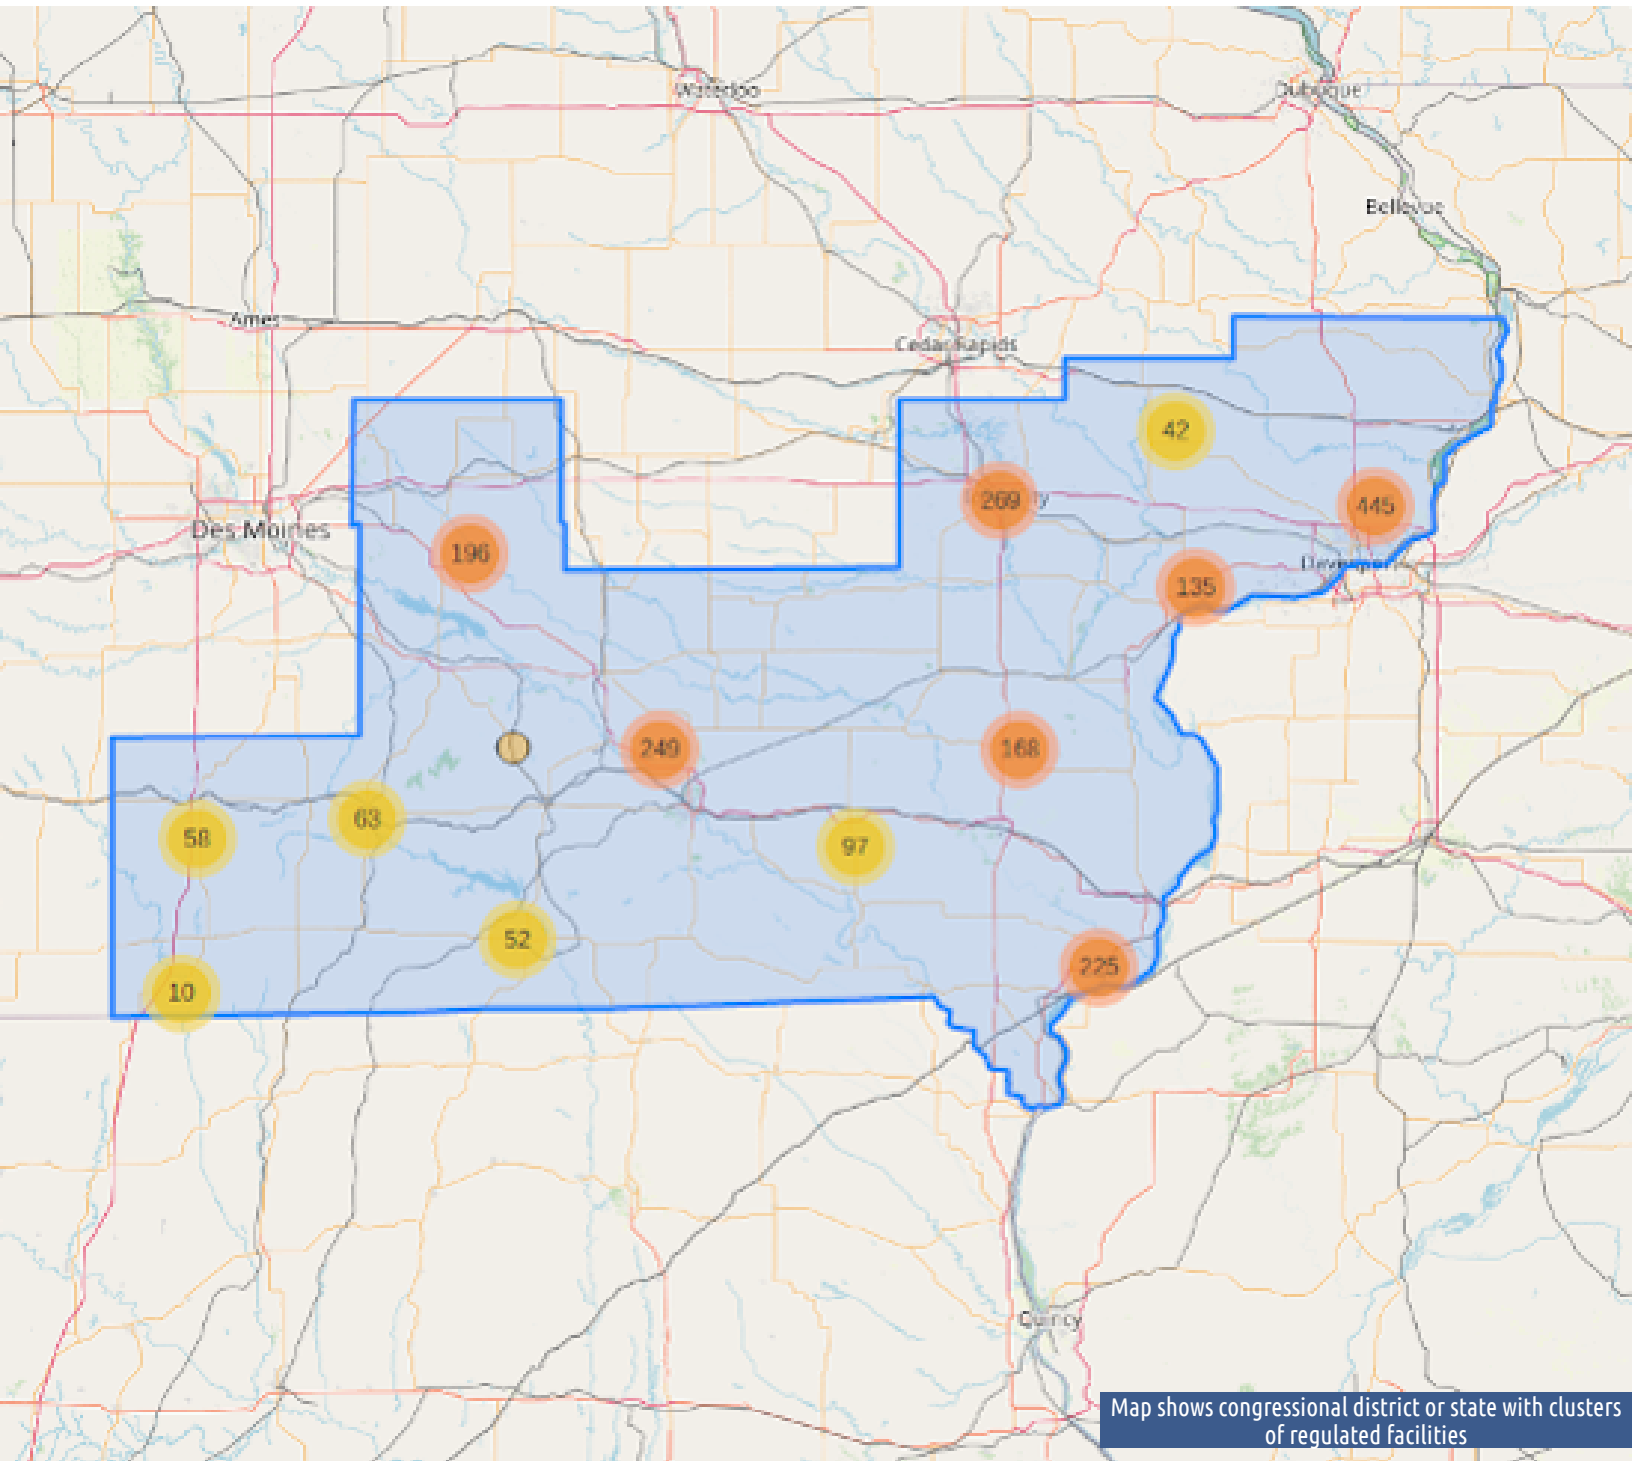 Waterloo
Dubuque
Bellevue
Ames
Cedar Rapids
42
269
y
445
Des Moines
196
Davenport
135
249
168
63
58
97
52
225
10
Quincy
Map shows congressional district or state with clusters
of regulated facilities